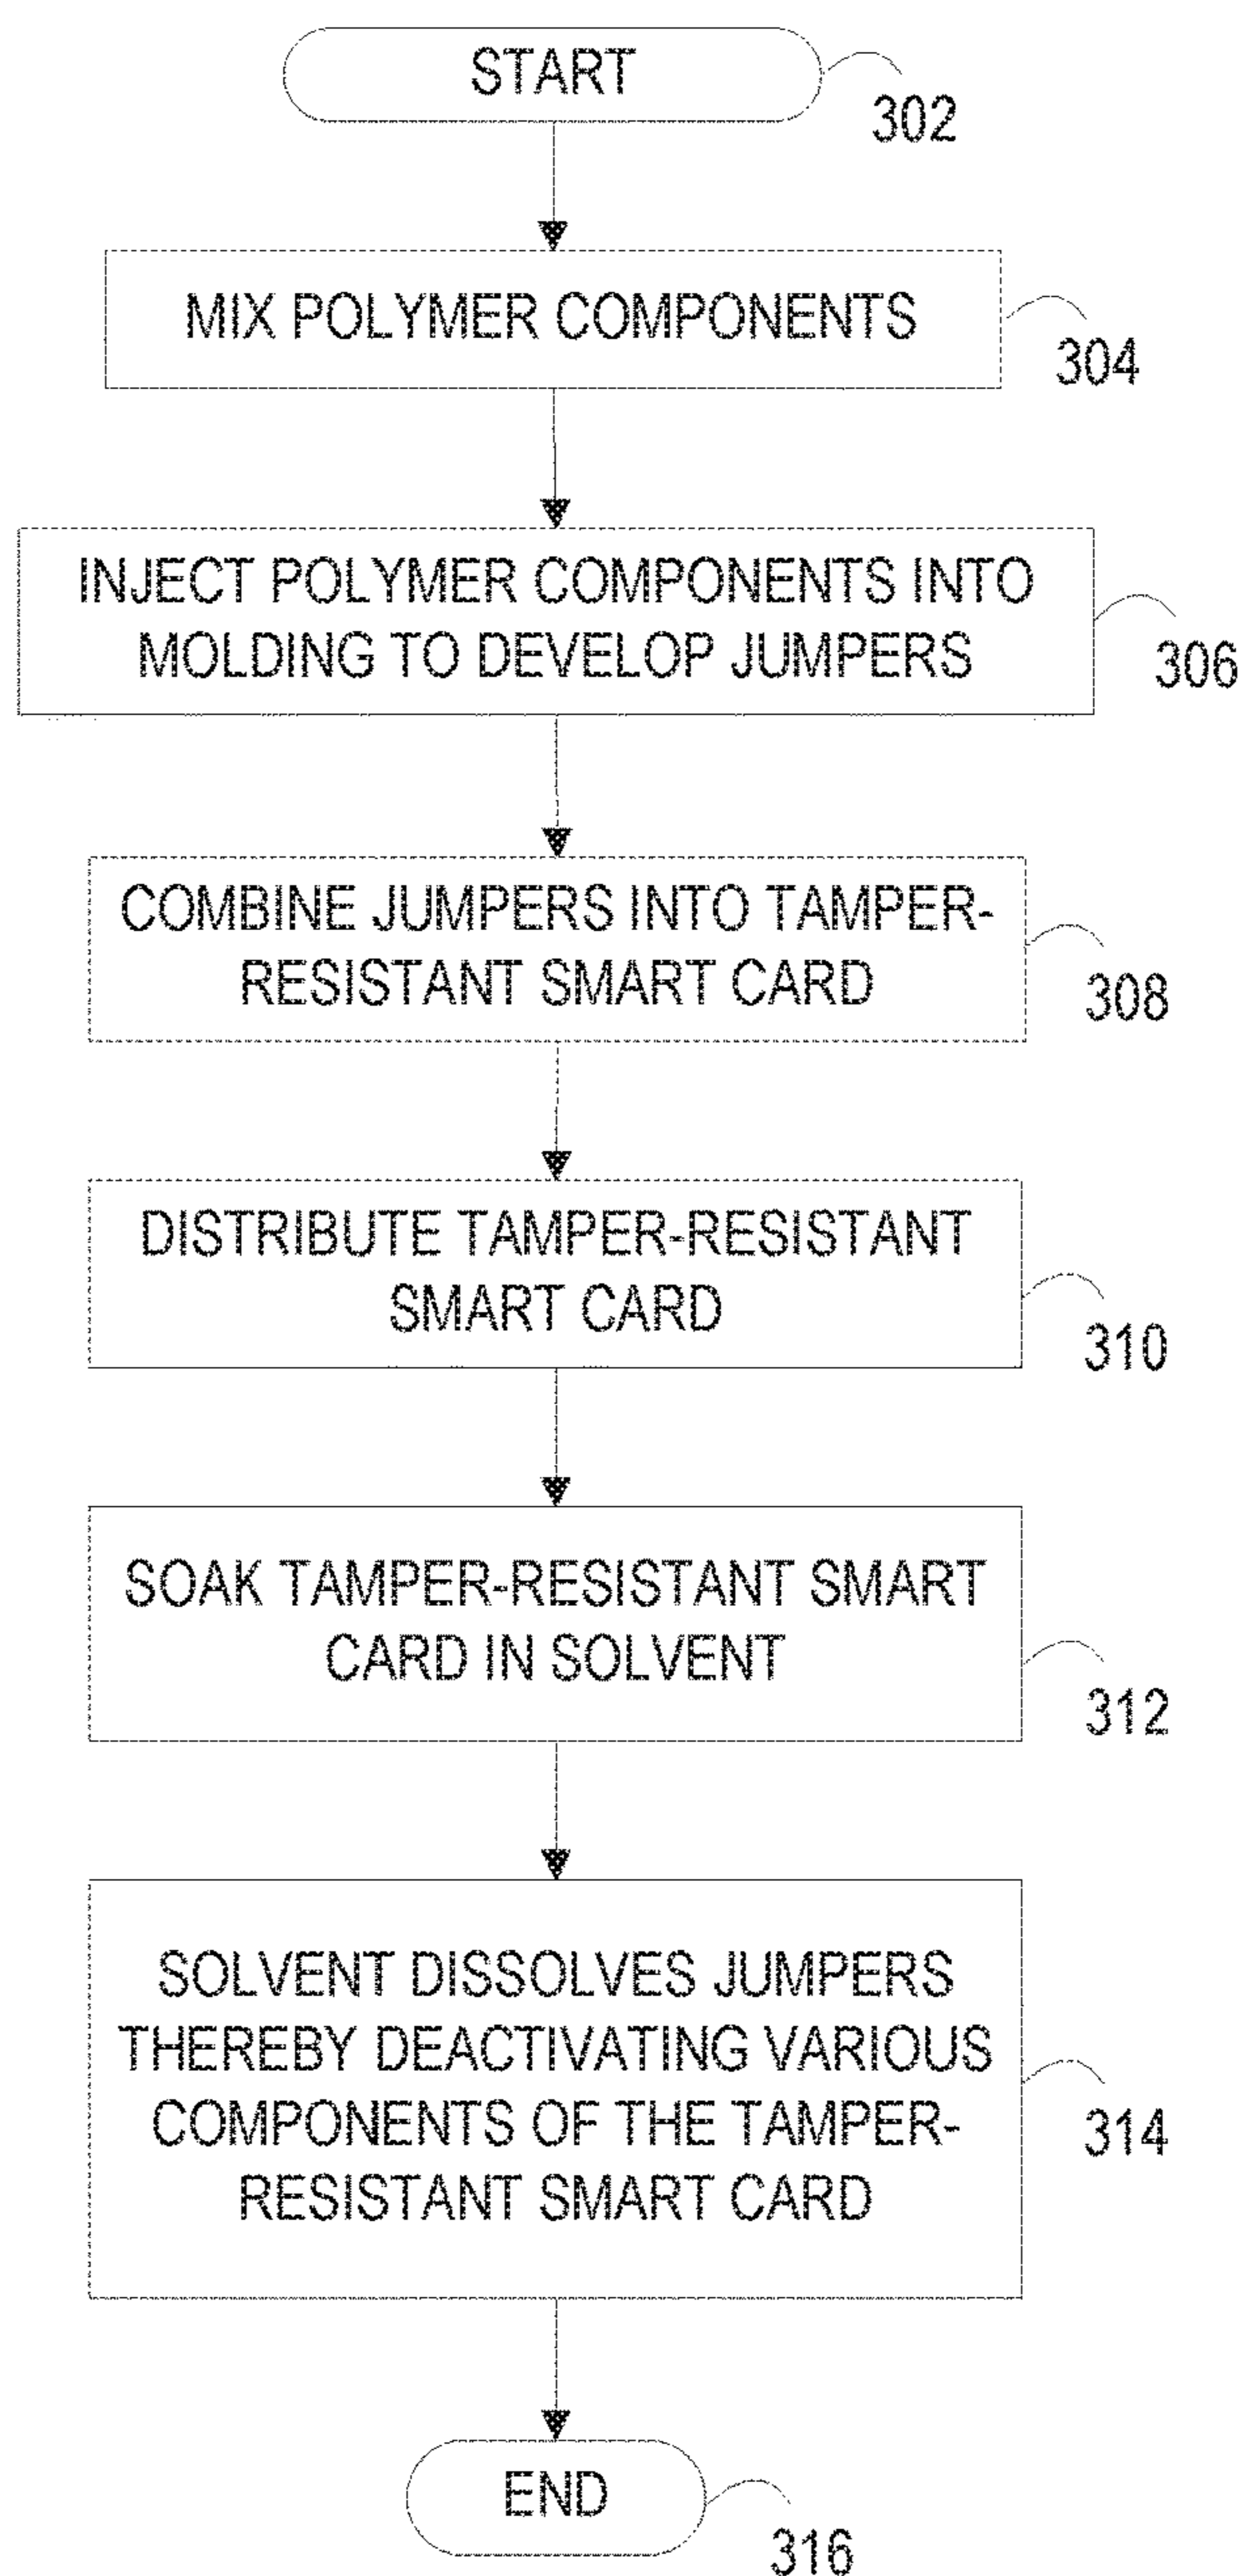 START
302
MIX POLYMER COMPONENTS
304
INJECT POLYMER COMPONENTS INTO
MOLDING TO DEVELOP JUMPERS
306
COMBINE JUMPERS INTO TAMPER-
RESISTANT SMART CARD
308
DISTRIBUTE TAMPER-RESISTANT
SMART CARD
310
SOAK TAMPER-RESISTANT SMART
CARD IN SOLVENT
312
SOLVENT DISSOLVES JUMPERS
THEREBY DEACTIVATING VARIOUS
COMPONENTS OF THE TAMPER-
RESISTANT SMART CARD
314
END
316